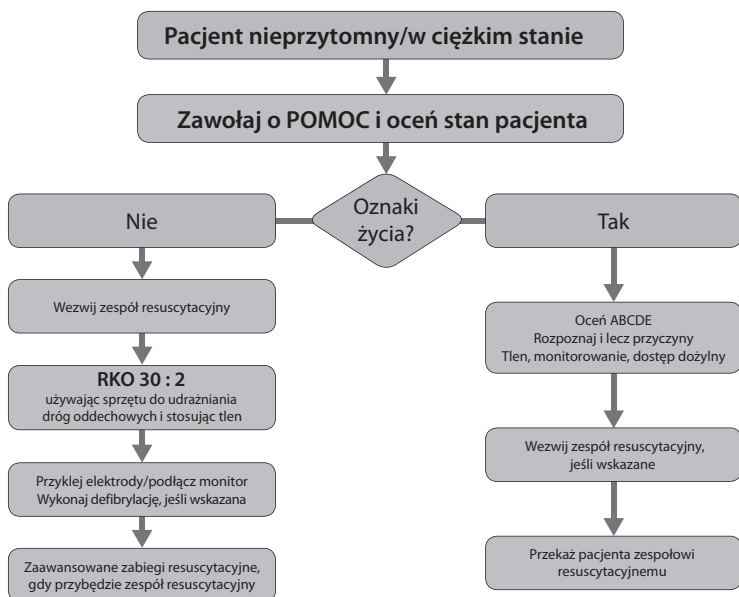 Pacjent nieprzytomny/w ciężkim stanie
Zawołaj o POMOC i oceń stan pacjenta
Oznaki
życia?
Nie
Wezwij zespół resuscytacyjny
RKO 30 : 2
używając sprzętu do udrażniania
dróg oddechowych i stosując tlen
Przyklej elektrody/podłącz monitor
Wykonaj defibrylację, jeśli wskazana
Zaawansowane zabiegi resuscytacyjne,
gdy przybędzie zespół resuscytacyjny
Tak
Oceń ABCDE
Rozpoznaj i lecz przyczyny
Tlen, monitorowanie, dostęp dożylny
Wezwij zespół resuscytacyjny,
jeśli wskazane
Przekaż pacjenta zespołowi
resuscytacyjnemu